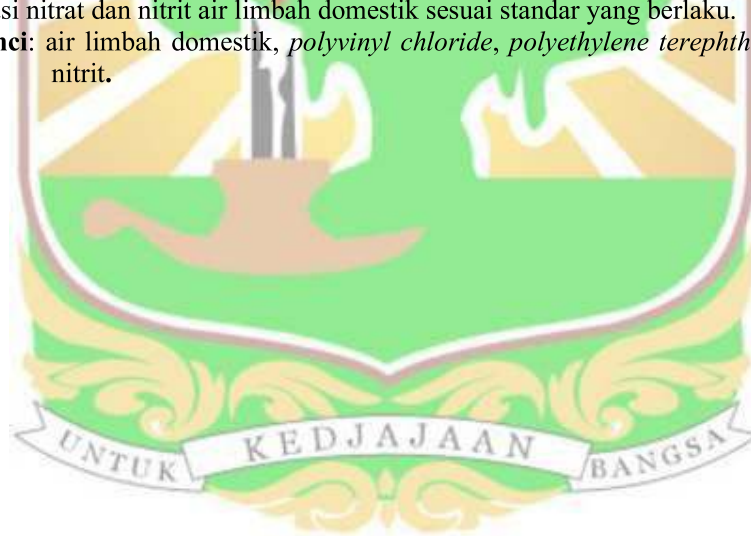 si nitrat dan nitrit air limbah domestik sesuai standar yang berlaku.
nci: air limbah domestik, polyvinyl chloride, polyethylene terephth
nitrit.
UNTUK KEDJAJAAN BANGSA